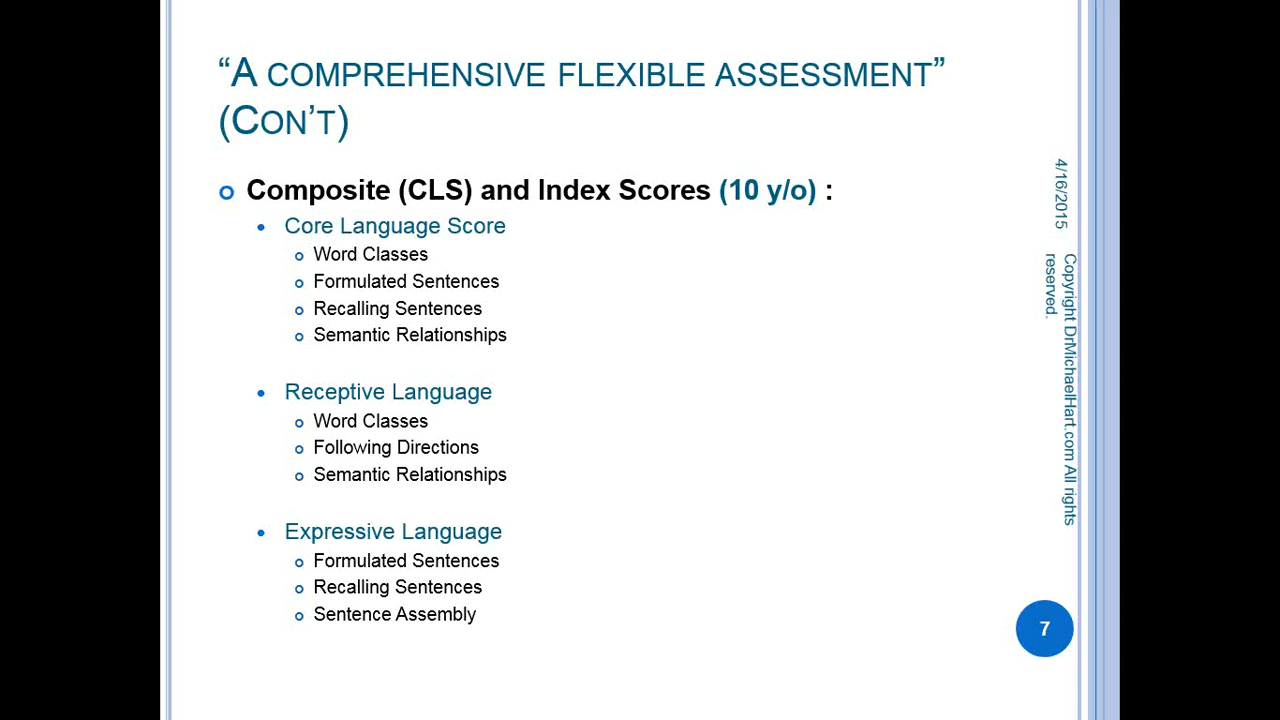 “A COMPREHENSIVE FLEXIBLE ASSESSMENT”
(CON’T)
Composite (CLS) and Index Scores (10 y/o) :
Core Language Score
Word Classes
Formulated Sentences
Recalling Sentences
Semantic Relationships
Receptive Language
Word Classes
Following Directions
Semantic Relationships
Expressive Language
Formulated Sentences
Recalling Sentences
Sentence Assembly
4/16/2015
Copyright DrMichaelHart.com All rights
reserved.
7